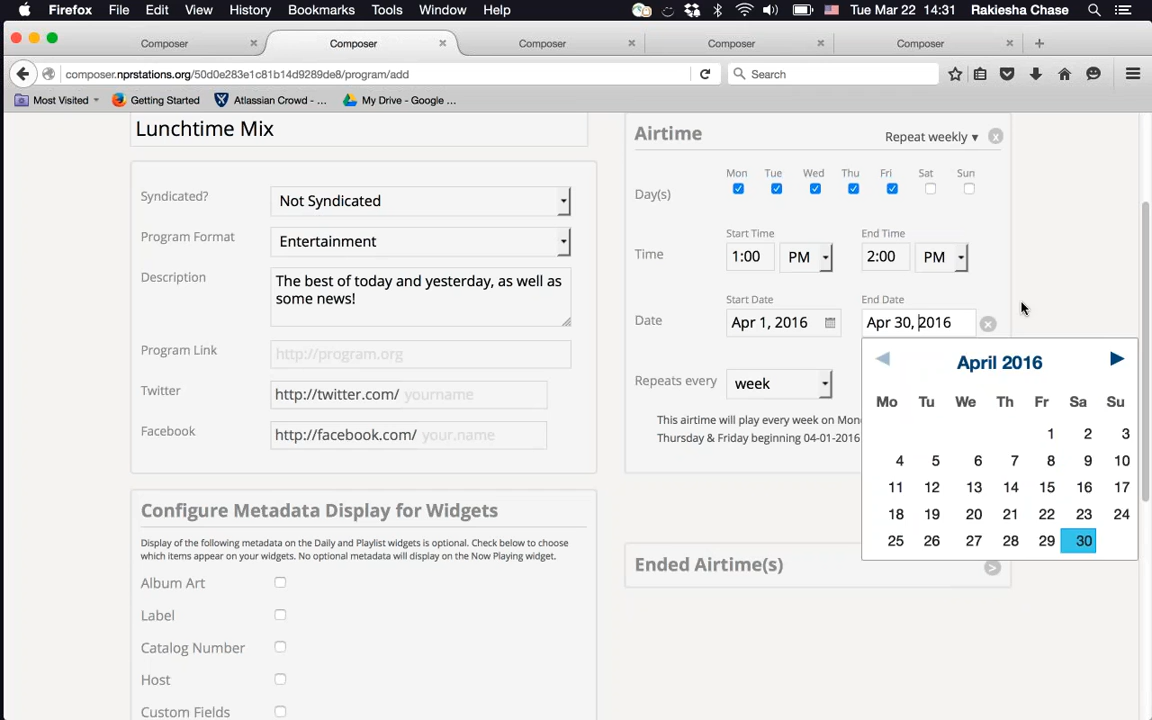 Firefox File Edit View History Bookmarks Tools Window Help Tue Mar 22 14:31 Rakiesha Chase
Composer Composer Composer Composer Composer
composer.nprstations.org/50d0e283e1c81b14d9289de8/program/add Search
Most Visited Getting Started Atlassian Crowd - ... My Drive - Google ...
Lunchtime Mix
Syndicated? Not Syndicated
Program Format Entertainment
Description The best of today and yesterday, as well as
some news!
Program Link http://program.org
Twitter http://twitter.com/ yourname
Facebook http://facebook.com/ your.name
Configure Metadata Display for Widgets
Display of the following metadata on the Daily and Playlist widgets is optional. Check below to choose
which items appear on your widgets. No optional metadata will display on the Now Playing widget.
Album Art
Label
Catalog Number
Host
Custom Fields
Airtime Repeat weekly x
Mon Tue Wed Thu Fri Sat Sun
Day(s)
Start Time End Time
Time 1:00 PM 2:00 PM
Start Date End Date
Date Apr 1, 2016 Apr 30, 2016 x
Repeats every week
This airtime will play every week on Mon
Thursday & Friday beginning 04-01-2016
April 2016
Mo Tu We Th Fr Sa Su
1 2 3
4 5 6 7 8 9 10
11 12 13 14 15 16 17
18 19 20 21 22 23 24
25 26 27 28 29 30
Ended Airtime(s) >